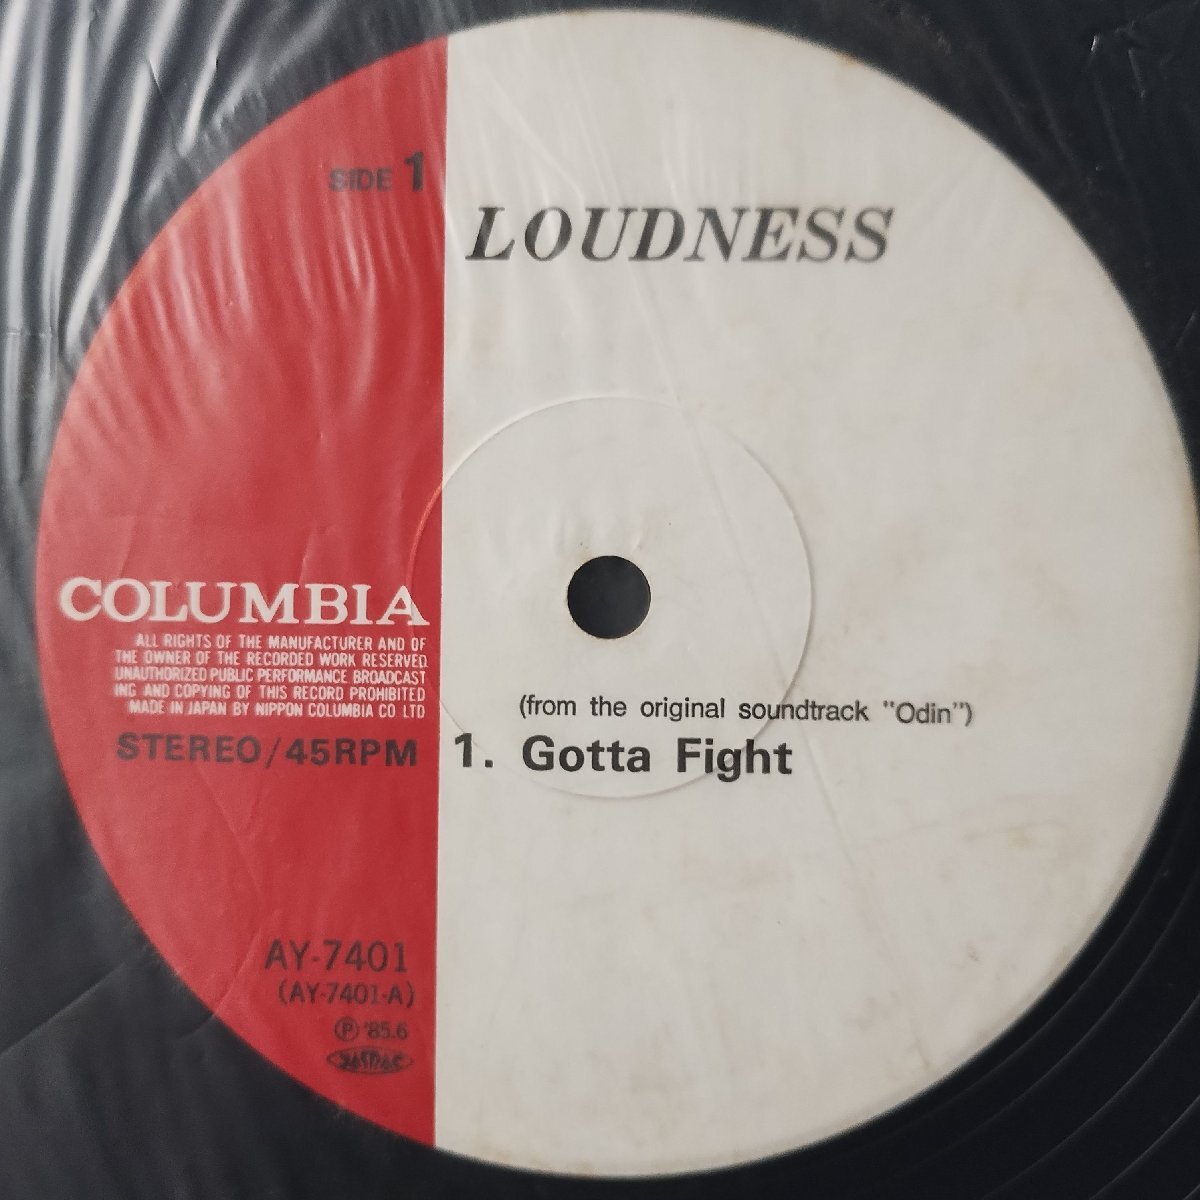 SIDE 1
LOUDNESS
COLUMBIA
ALL RIGHTS OF THE MANUFACTURER AND OF
THE OWNER OF THE RECORDED WORK RESERVED
UNAUTHORIZED PUBLIC PERFORMANCE BROADCAST
ING AND COPYING OF THIS RECORD PROHIBITED
MADE IN JAPAN BY NIPPON COLUMBIA CO LTD
STEREO/45RPM
(from the original soundtrack "Odin")
1. Gotta Fight
AY-7401
(AY-7401-A)
Ⓟ '85.6
JASRAC